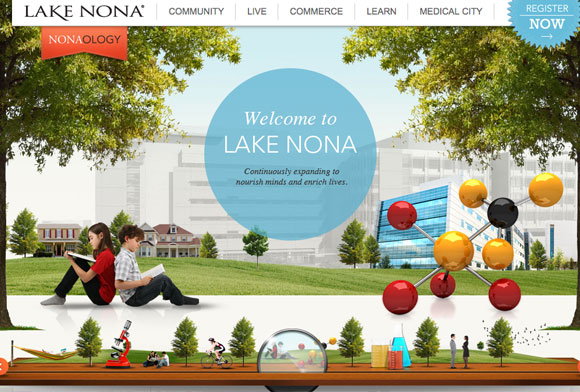 LAKE NONA®
COMMUNITY
LIVE
COMMERCE
LEARN
MEDICAL CITY
REGISTER
NOW
NONAOLOGY
Welcome to
LAKE NONA
Continuously expanding to
nourish minds and enrich lives.